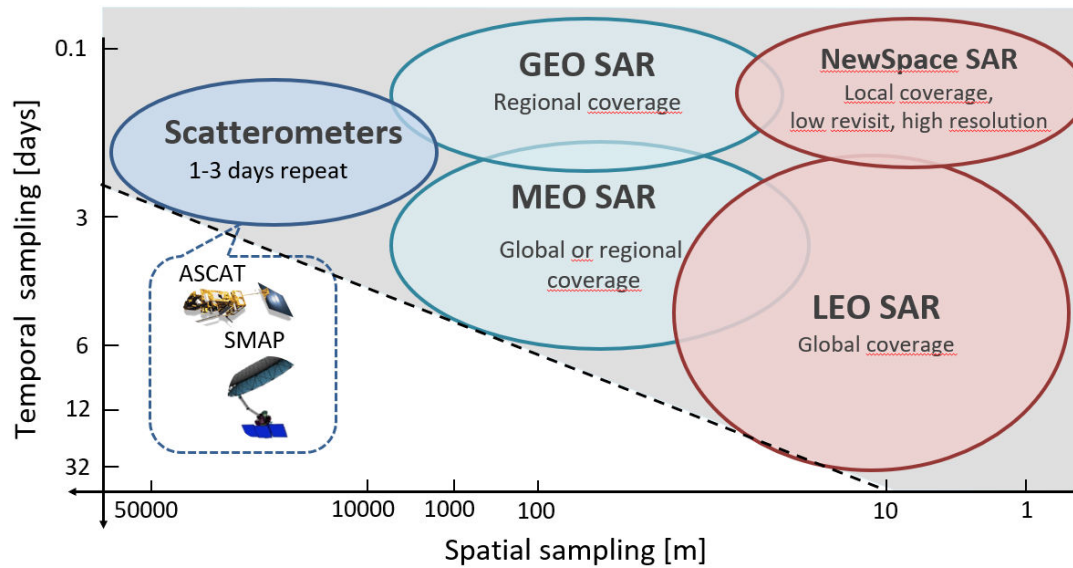 0.1
3
6
12
32
Temporal sampling [days]
Scatterometers
1-3 days repeat
ASCAT
SMAP
GEO SAR
Regional coverage
MEO SAR
Global or regional
coverage
NewSpace SAR
Local coverage,
low revisit, high resolution
LEO SAR
Global coverage
50000
10000
1000
100
10
1
Spatial sampling [m]